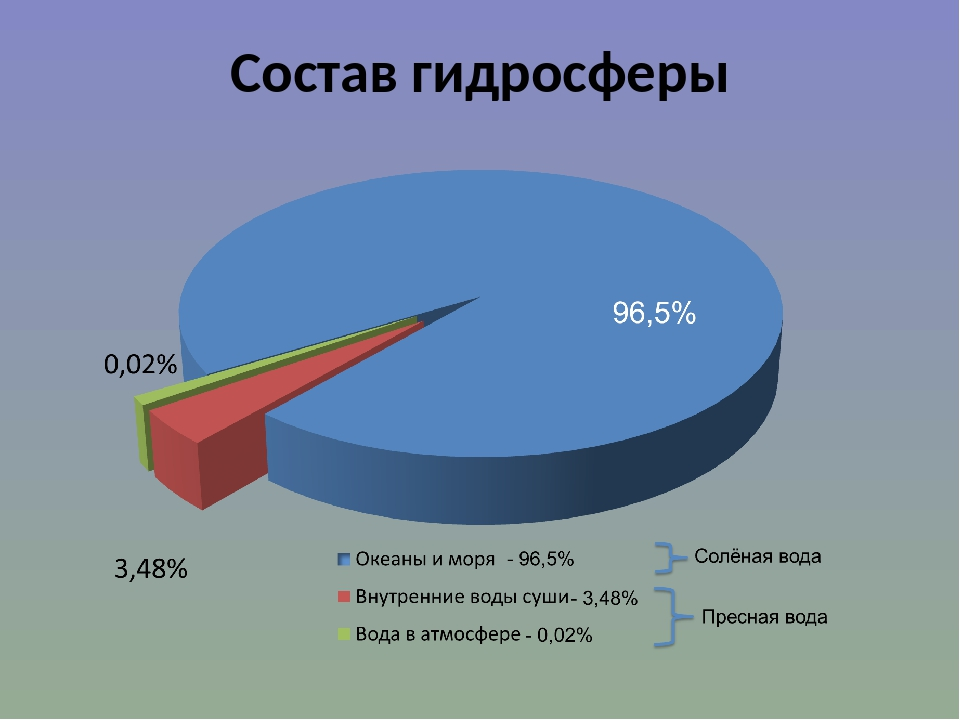 Состав гидросферы
96,5%
0,02%
3,48%
Океаны и моря - 96,5%
Солёная вода
Внутренние воды суши- 3,48%
Пресная вода
Вода в атмосфере - 0,02%